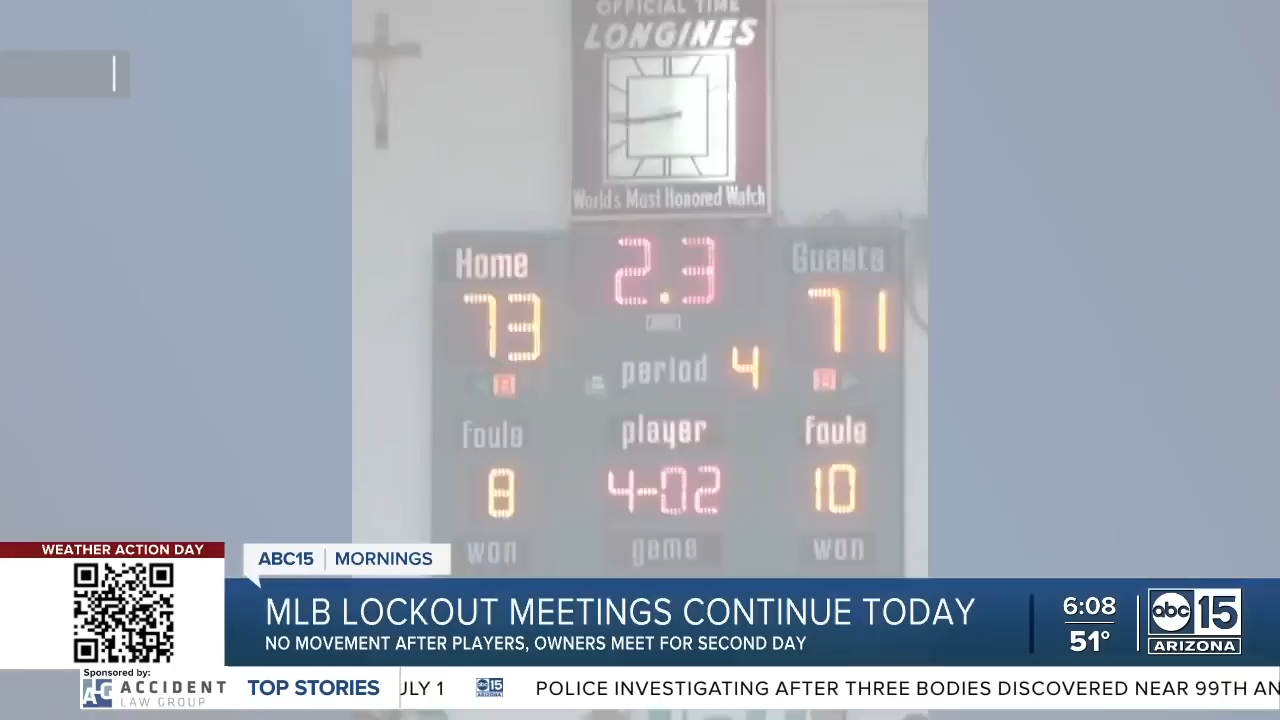 OFFICIAL TIME
LONGINES
World's Most Honored Watch
Home
2.3
Guests
73
71
period 4
fouls
player
fouls
8
4-02
10
won
game
won
WEATHER ACTION DAY
ABC15 | MORNINGS
MLB LOCKOUT MEETINGS CONTINUE TODAY
NO MOVEMENT AFTER PLAYERS, OWNERS MEET FOR SECOND DAY
6:08
51°
abc 15
ARIZONA
Sponsored by:
ACCIDENT
LAW GROUP
TOP STORIES
ULY 1
abc 15
POLICE INVESTIGATING AFTER THREE BODIES DISCOVERED NEAR 99TH AN